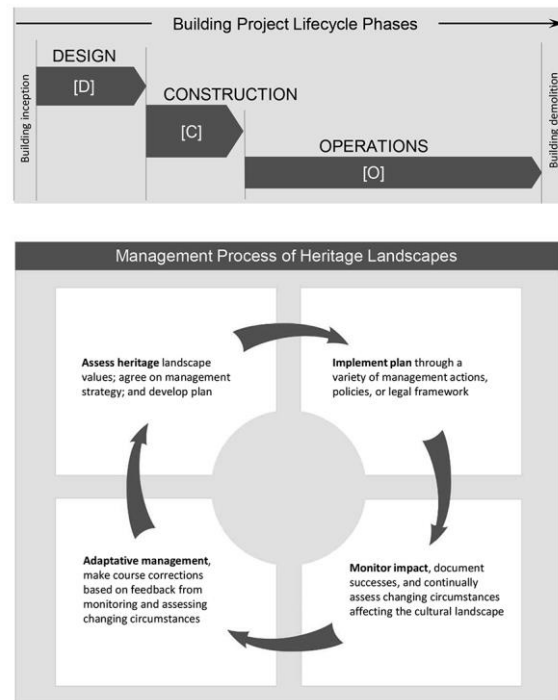 Building Project Lifecycle Phases
Building inception
DESIGN
[D]
CONSTRUCTION
[C]
OPERATIONS
[O]
Building demolition
Management Process of Heritage Landscapes
Assess heritage landscape
values; agree on management
strategy; and develop plan
Implement plan through a
variety of management actions,
policies, or legal framework
Adaptative management,
make course corrections
based on feedback from
monitoring and assessing
changing circumstances
Monitor impact, document
successes, and continually
assess changing circumstances
affecting the cultural landscape